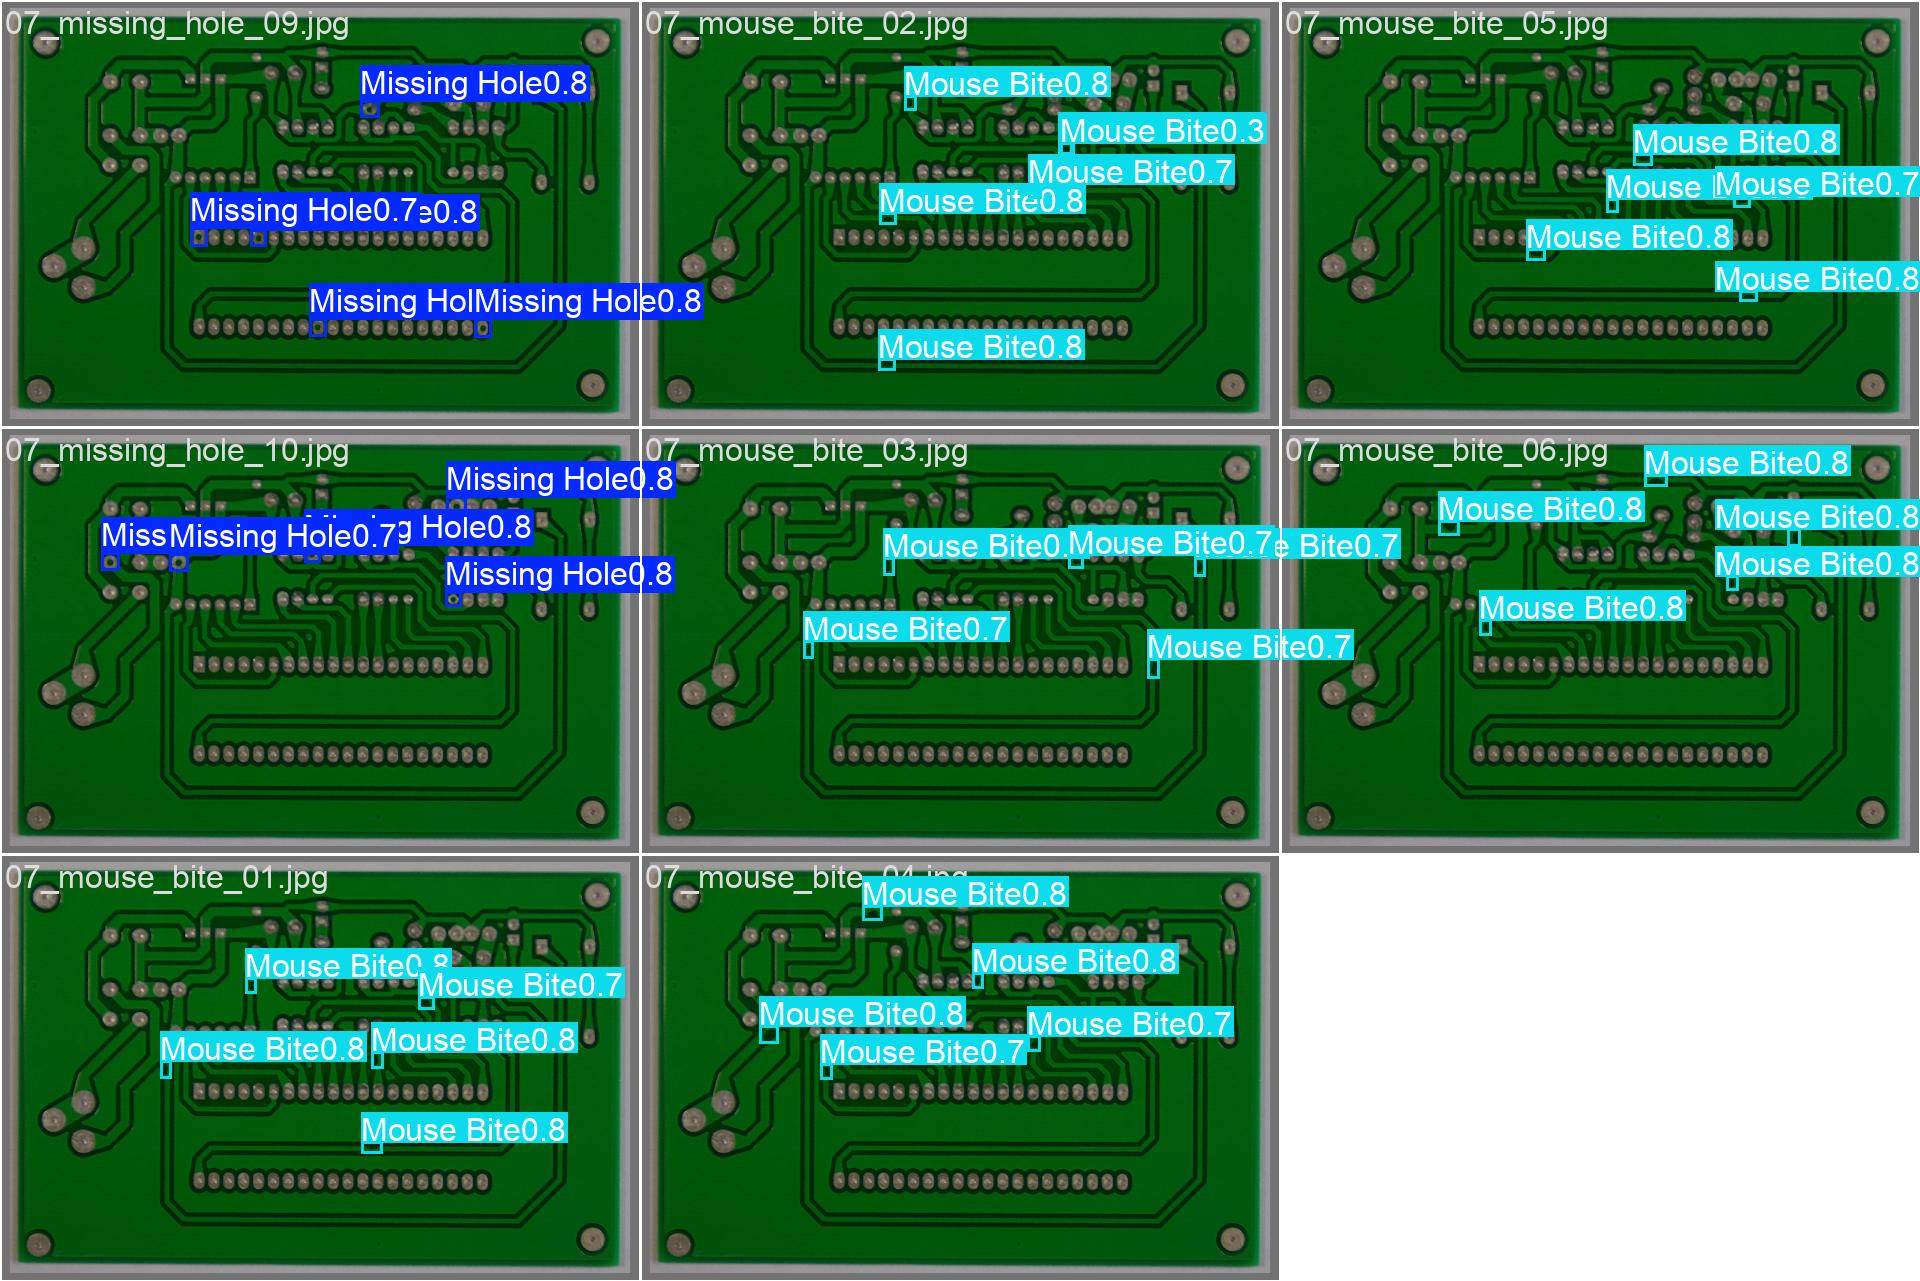 07_missing_hole_09.jpg
Missing Hole0.8
Missing Hole0.7
e0.8
Missing Hol
Missing Hole0.8
07_mouse_bite_02.jpg
Mouse Bite0.8
Mouse Bite0.3
Mouse Bite0.7
Mouse Bite0.8
Mouse Bite0.8
07_mouse_bite_05.jpg
Mouse Bite0.8
Mouse
Mouse Bite0.7
Mouse Bite0.8
Mouse Bite0.8
07_missing_hole_10.jpg
Missing Hole0.8
g Hole0.8
Miss
Missing Hole0.7
Missing Hole0.8
07_mouse_bite_03.jpg
Mouse Bite0.
Mouse Bite0.7
e Bite0.7
Mouse Bite0.7
Mouse Bite0.7
07_mouse_bite_06.jpg
Mouse Bite0.8
Mouse Bite0.8
Mouse Bite0.8
Mouse Bite0.8
Mouse Bite0.8
07_mouse_bite_01.jpg
Mouse Bite0.8
Mouse Bite0.7
Mouse Bite0.8
Mouse Bite0.8
Mouse Bite0.8
07_mouse_bite_04.jpg
Mouse Bite0.8
Mouse Bite0.8
Mouse Bite0.8
Mouse Bite0.7
Mouse Bite0.7